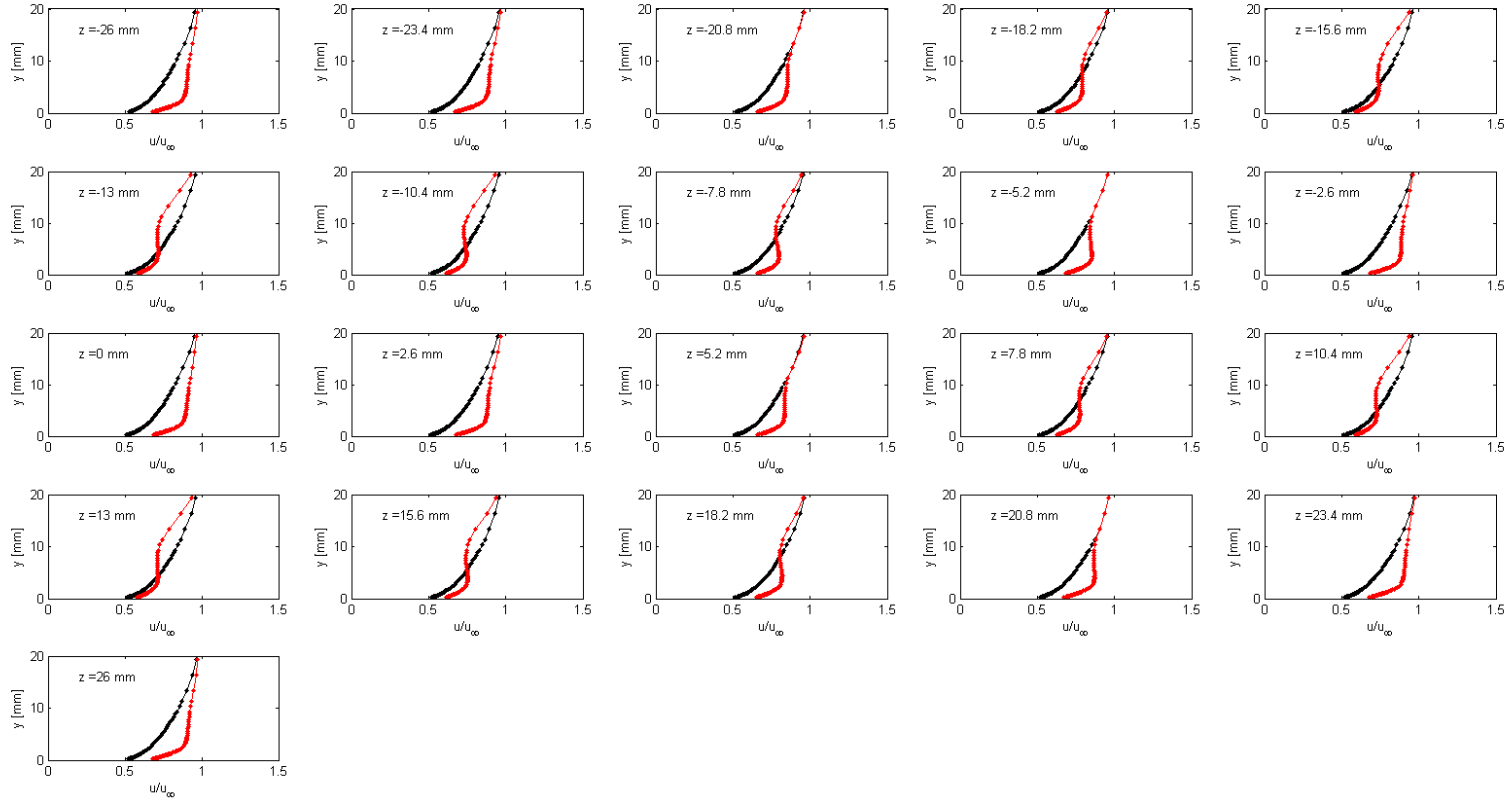 20
z =-26 mm
y [mm]
10
0
0 0.5 1 1.5
u/u∞
20
z =-23.4 mm
y [mm]
10
0
0 0.5 1 1.5
u/u∞
20
z =-20.8 mm
y [mm]
10
0
0 0.5 1 1.5
u/u∞
20
z =-18.2 mm
y [mm]
10
0
0 0.5 1 1.5
u/u∞
20
z =-15.6 mm
y [mm]
10
0
0 0.5 1 1.5
u/u∞
20
z =-13 mm
y [mm]
10
0
0 0.5 1 1.5
u/u∞
20
z =-10.4 mm
y [mm]
10
0
0 0.5 1 1.5
u/u∞
20
z =-7.8 mm
y [mm]
10
0
0 0.5 1 1.5
u/u∞
20
z =-5.2 mm
y [mm]
10
0
0 0.5 1 1.5
u/u∞
20
z =-2.6 mm
y [mm]
10
0
0 0.5 1 1.5
u/u∞
20
z =0 mm
y [mm]
10
0
0 0.5 1 1.5
u/u∞
20
z =2.6 mm
y [mm]
10
0
0 0.5 1 1.5
u/u∞
20
z =5.2 mm
y [mm]
10
0
0 0.5 1 1.5
u/u∞
20
z =7.8 mm
y [mm]
10
0
0 0.5 1 1.5
u/u∞
20
z =10.4 mm
y [mm]
10
0
0 0.5 1 1.5
u/u∞
20
z =13 mm
y [mm]
10
0
0 0.5 1 1.5
u/u∞
20
z =15.6 mm
y [mm]
10
0
0 0.5 1 1.5
u/u∞
20
z =18.2 mm
y [mm]
10
0
0 0.5 1 1.5
u/u∞
20
z =20.8 mm
y [mm]
10
0
0 0.5 1 1.5
u/u∞
20
z =23.4 mm
y [mm]
10
0
0 0.5 1 1.5
u/u∞
20
z =26 mm
y [mm]
10
0
0 0.5 1 1.5
u/u∞